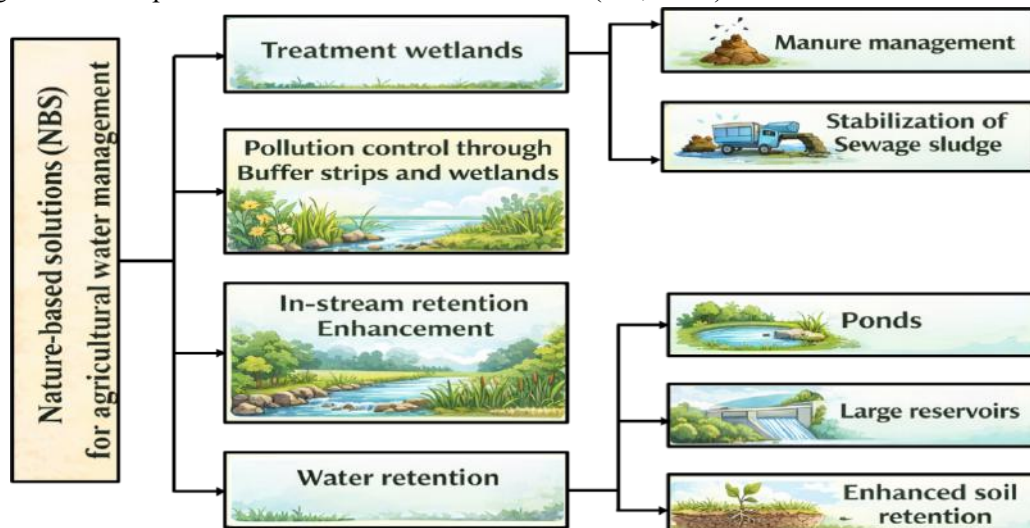 Nature-based solutions (NBS)
for agricultural water management
Treatment wetlands
Manure management
Stabilization of
Sewage sludge
Pollution control through
Buffer strips and wetlands
In-stream retention
Enhancement
Water retention
Ponds
Large reservoirs
Enhanced soil
retention